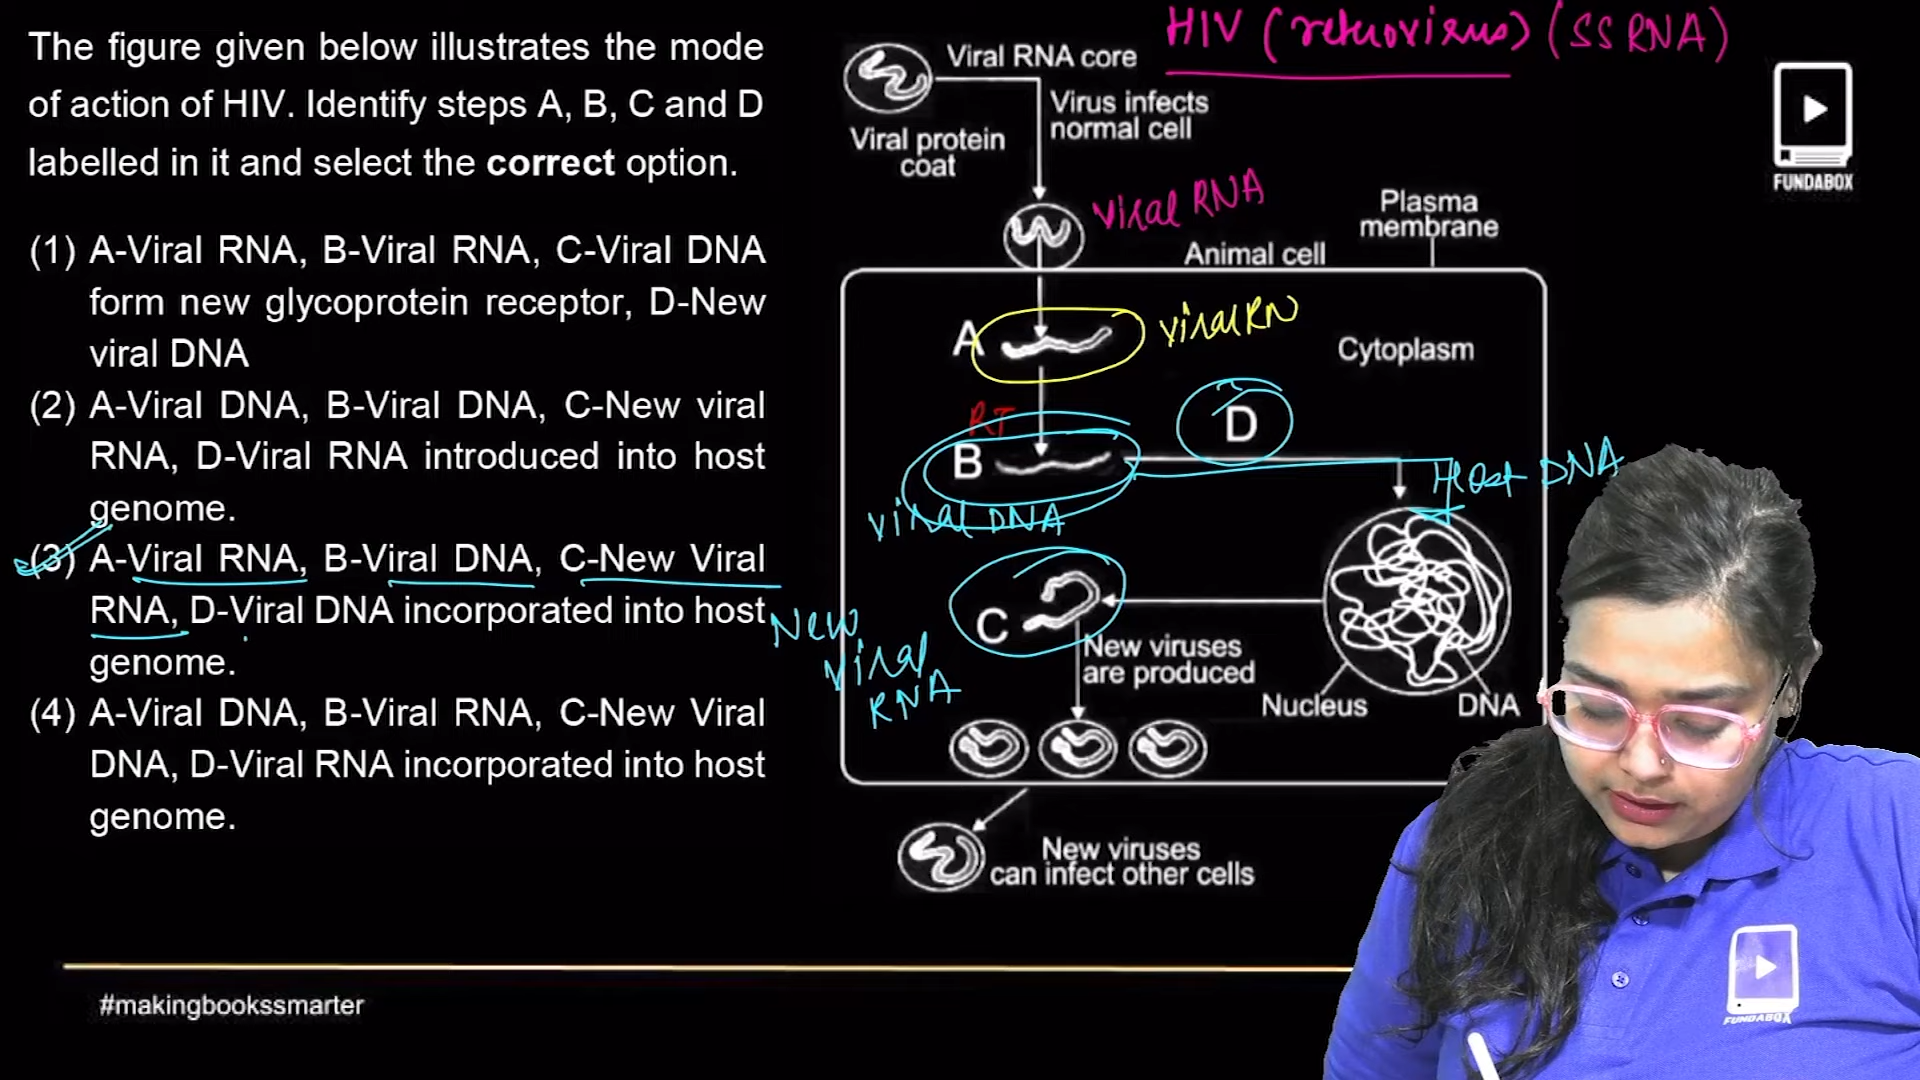 The figure given below illustrates the mode
of action of HIV. Identify steps A, B, C and D
labelled in it and select the correct option.
(1) A-Viral RNA, B-Viral RNA, C-Viral DNA
form new glycoprotein receptor, D-New
viral DNA
(2) A-Viral DNA, B-Viral DNA, C-New viral
RNA, D-Viral RNA introduced into host
genome.
(3) A-Viral RNA, B-Viral DNA, C-New Viral
RNA, D-Viral DNA incorporated into host
genome.
(4) A-Viral DNA, B-Viral RNA, C-New Viral
DNA, D-Viral RNA incorporated into host
genome.
HIV (retrovirus) (SS RNA)
Viral RNA core
Virus infects
normal cell
Viral protein
coat
Viral RNA
Plasma
membrane
Animal cell
A
Viral RN
Cytoplasm
RT
D
B
Host DNA
Viral DNA
C
New
Viral
RNA
New viruses
are produced
Nucleus
DNA
New viruses
can infect other cells
FUNDABOX
FUNDABOX
#makingbookssmarter